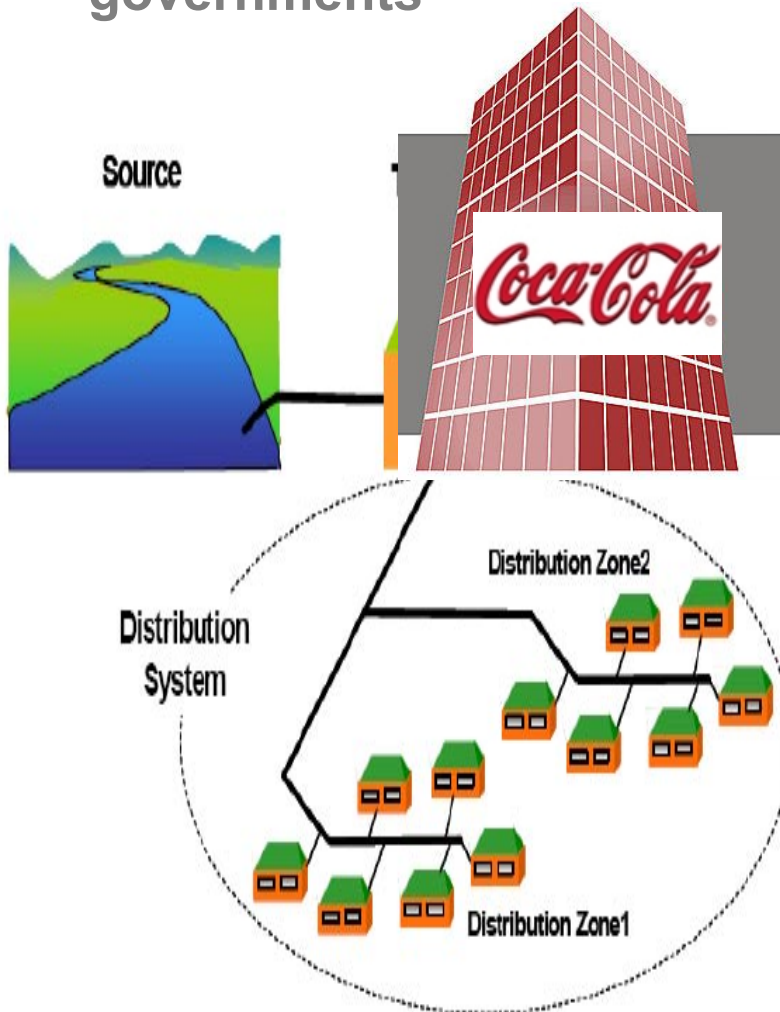 governments
Source
Coca-Cola
Distribution Zone2
Distribution
System
Distribution Zone1